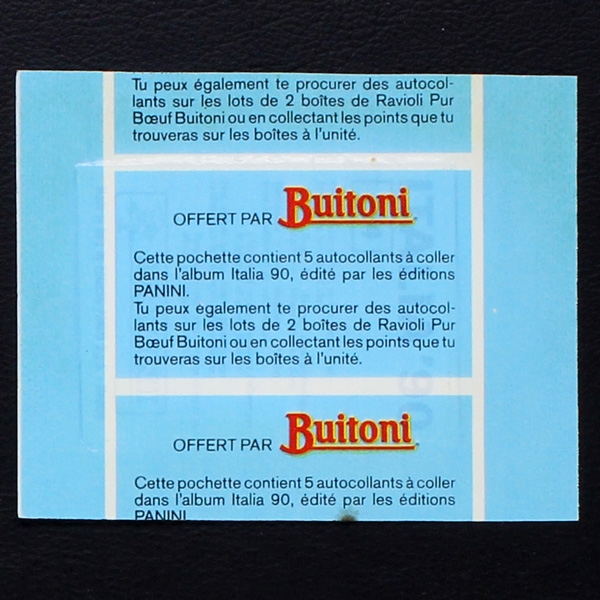 Tu peux également te procurer des autocol-
lants sur les lots de 2 boîtes de Ravioli Pur
Bœuf Buitoni ou en collectant les points que tu
trouveras sur les boîtes à l'unité.
OFFERT PAR Buitoni
Cette pochette contient 5 autocollants à coller
dans l'album Italia 90, édité par les éditions
PANINI.
Tu peux egalement te procurer des autocol-
lants sur les lots de 2 boîtes de Ravioli Pur
Bœuf Buitoni ou en collectant les points que tu
trouveras sur les boîtes à l'unité.
OFFERT PAR Buitoni
Cette pochette contient 5 autocollants à coller
dans l'album Italia 90, édité par les éditions
PANINI.